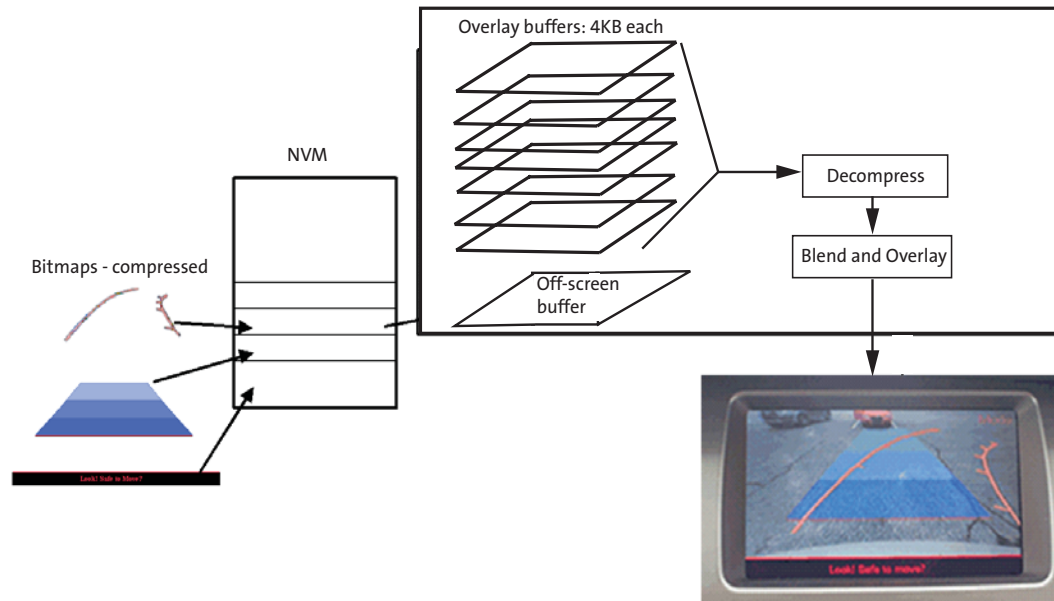 Overlay buffers: 4KB each
NVM
Decompress
Blend and Overlay
Bitmaps - compressed
Off-screen
buffer
Look! Safe to Move?
Look! Safe to move?